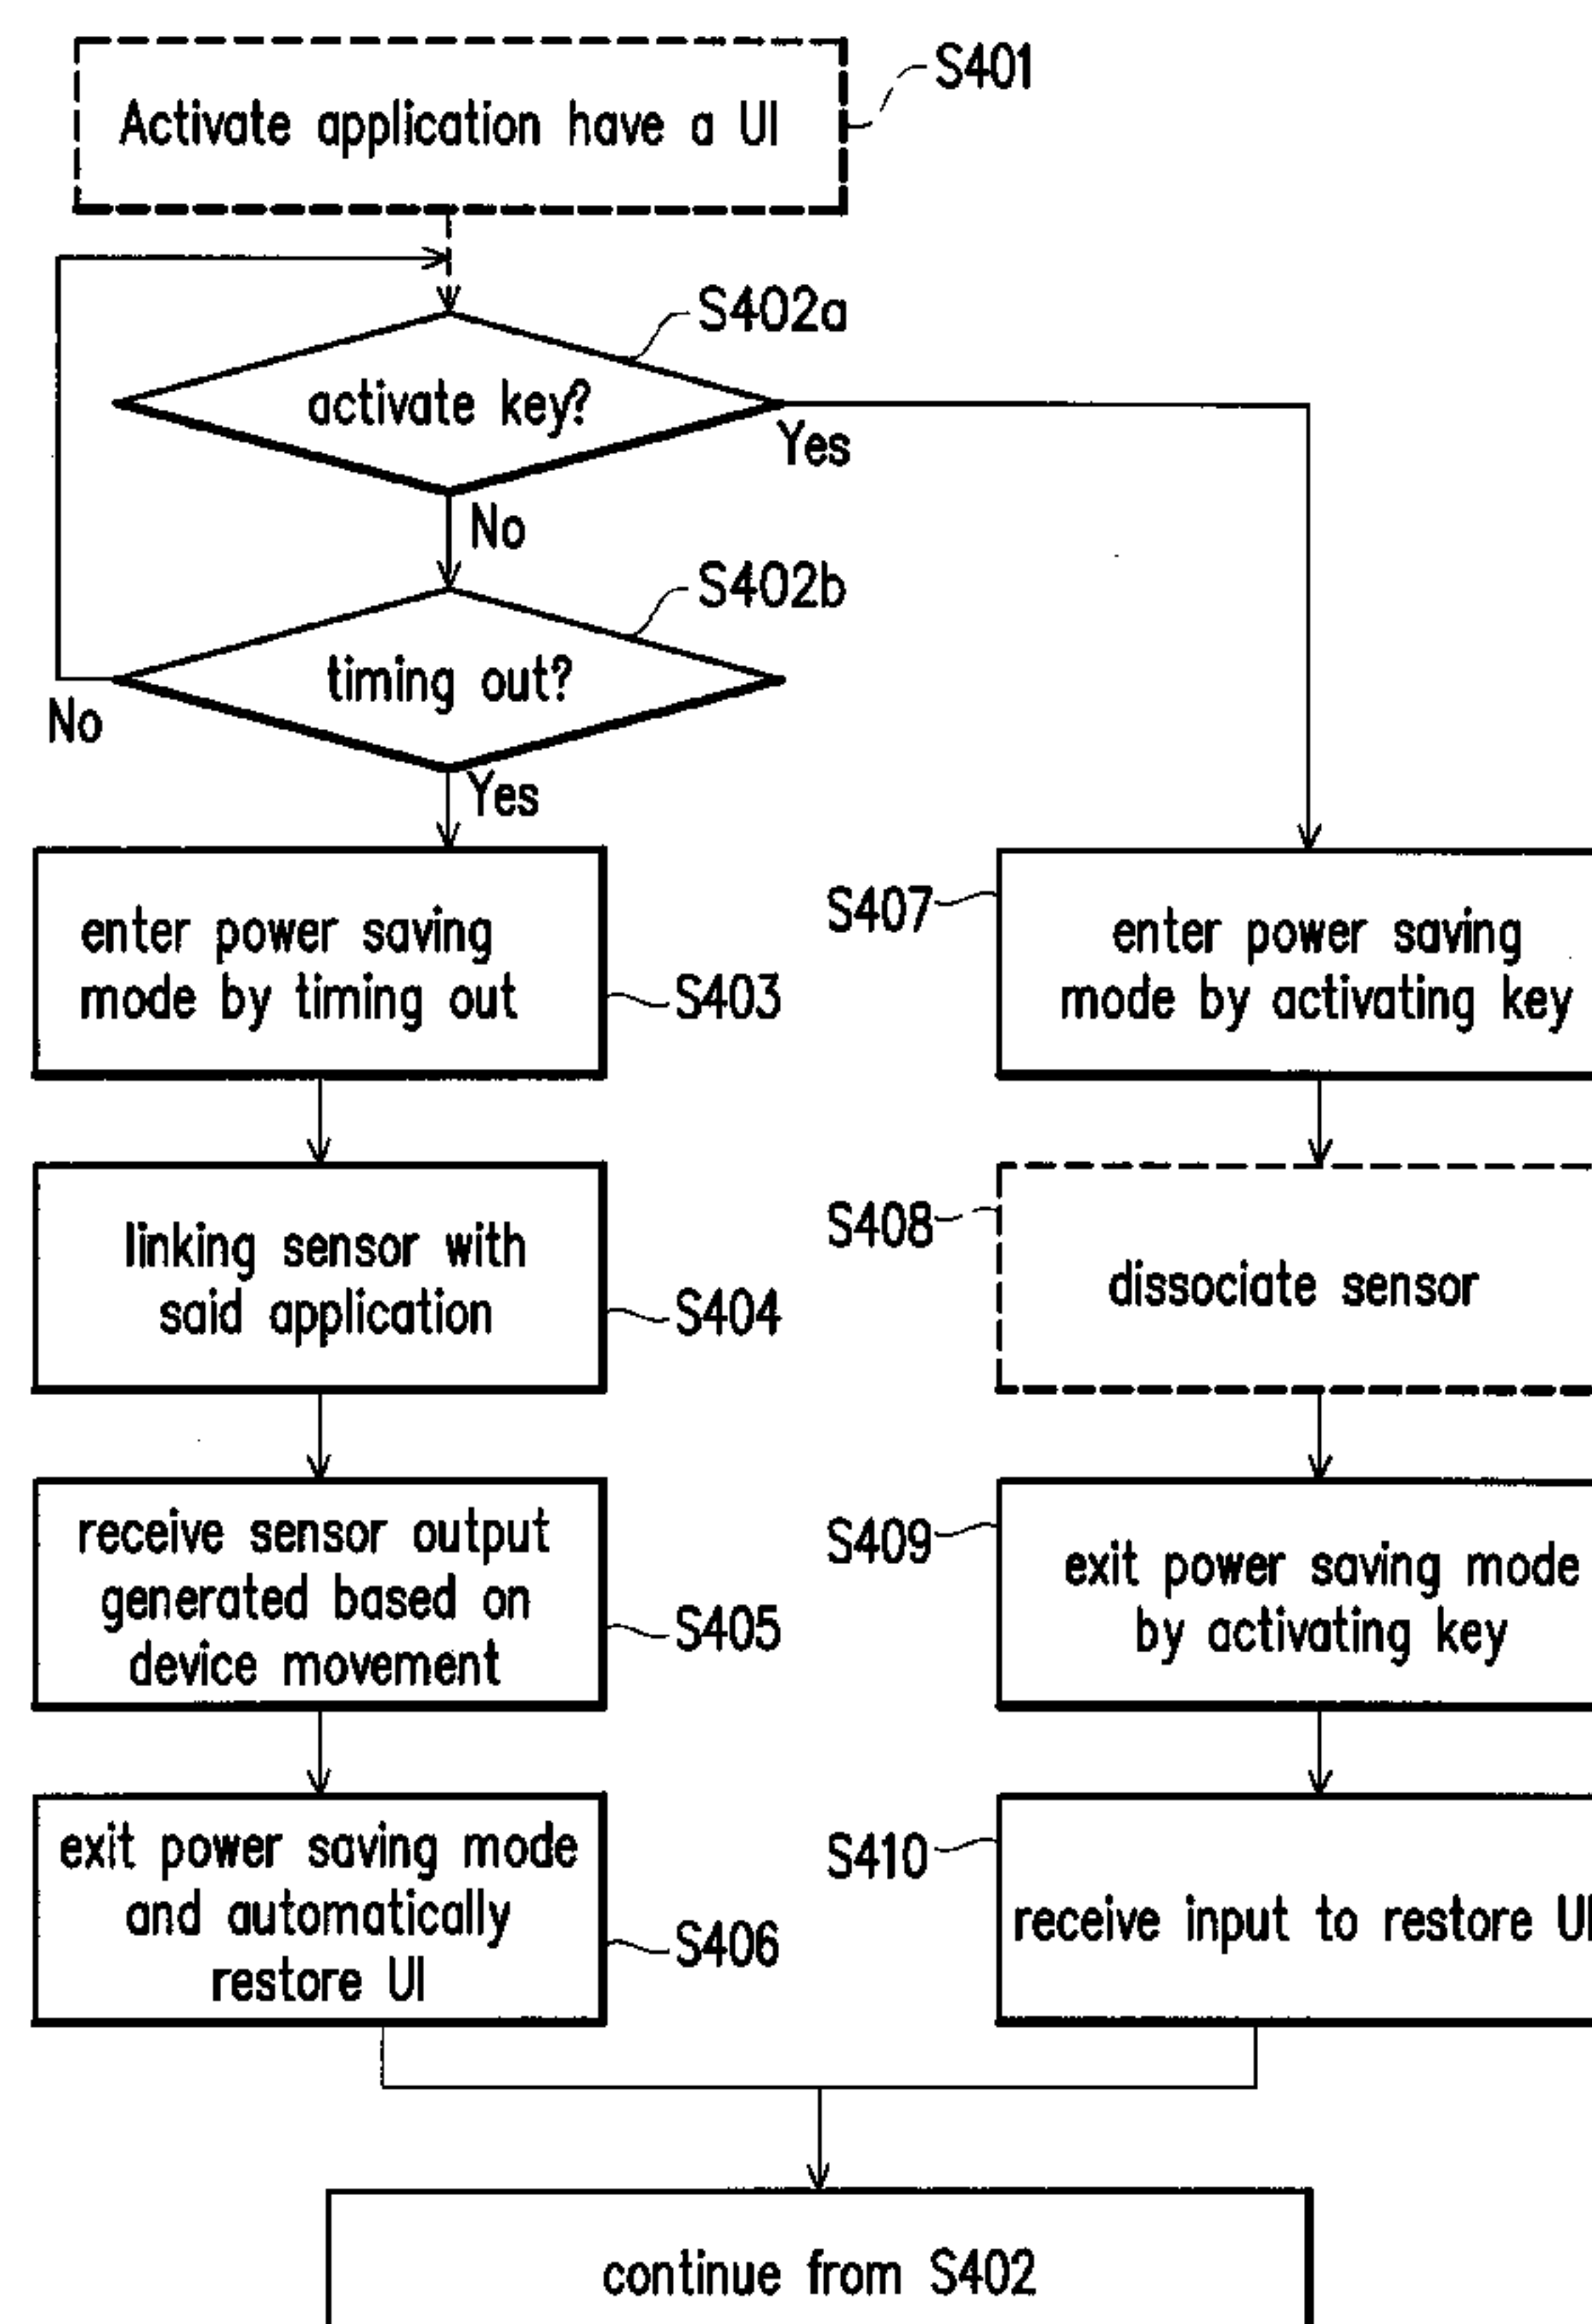 Activate application have a UI
S401
S402a
activate key?
Yes
No
S402b
timing out?
No
Yes
enter power saving
mode by timing out
S403
S407
enter power saving
mode by activating key
linking sensor with
said application
S404
S408
dissociate sensor
receive sensor output
generated based on
device movement
S405
S409
exit power saving mode
by activating key
exit power saving mode
and automatically
restore UI
S406
S410
receive input to restore UI
continue from S402